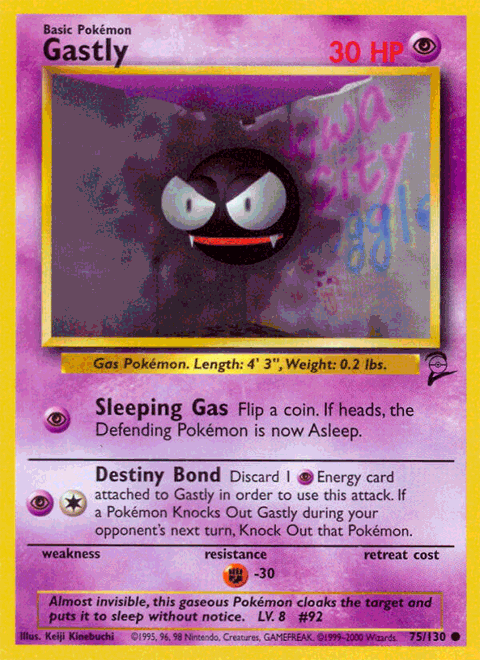 Basic Pokémon
Gastly
30 HP
city
Gas Pokémon. Length: 4' 3", Weight: 0.2 lbs.
Sleeping Gas Flip a coin. If heads, the
Defending Pokémon is now Asleep.
Destiny Bond Discard 1 Energy card
attached to Gastly in order to use this attack. If
a Pokémon Knocks Out Gastly during your
opponent's next turn, Knock Out that Pokémon.
weakness resistance retreat cost
-30
Almost invisible, this gaseous Pokémon cloaks the target and
puts it to sleep without notice. LV. 8 #92
Illus. Keiji Kinebuchi ©1995, 96, 98 Nintendo, Creatures, GAMEFREAK. ©1999-2000 Wizards. 75/130